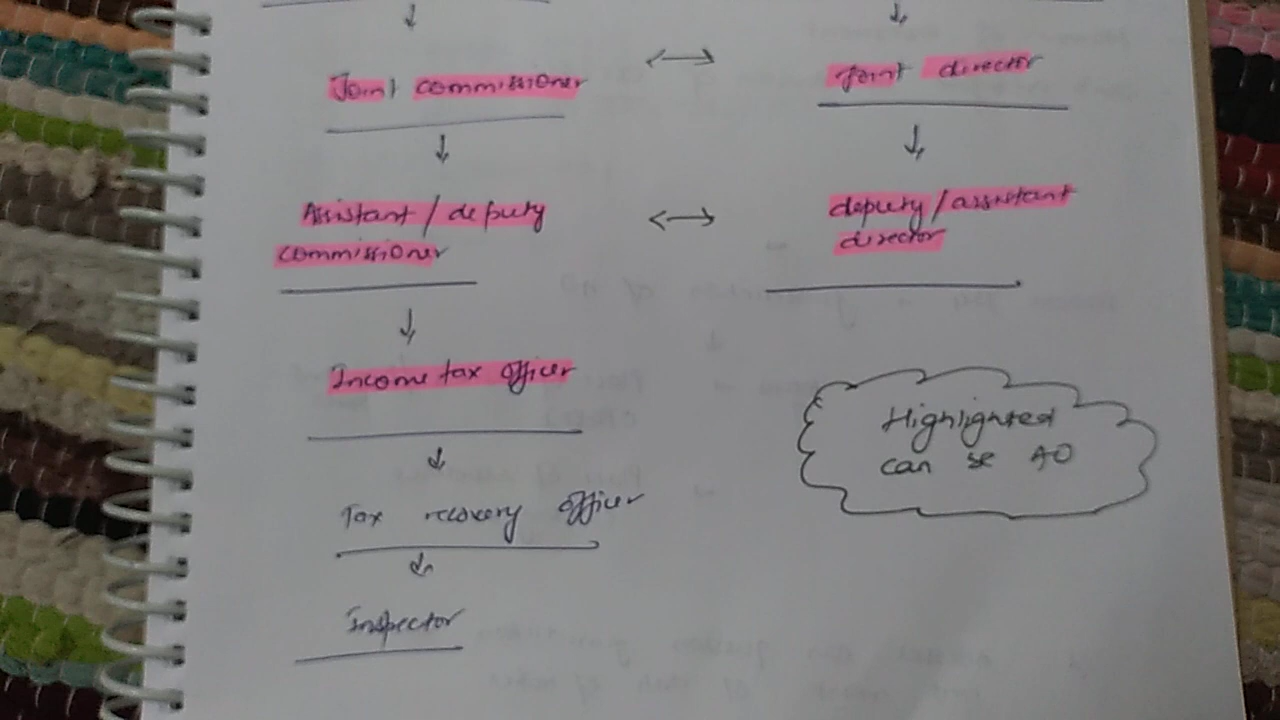 Joint commissioner
↔
Joint director
↓
↓
Assistant / deputy
commissioner
↔
deputy / assistant
director
↓
Income tax officer
↓
Tax recovery officer
↓
Inspector
Highlighted
can be AO